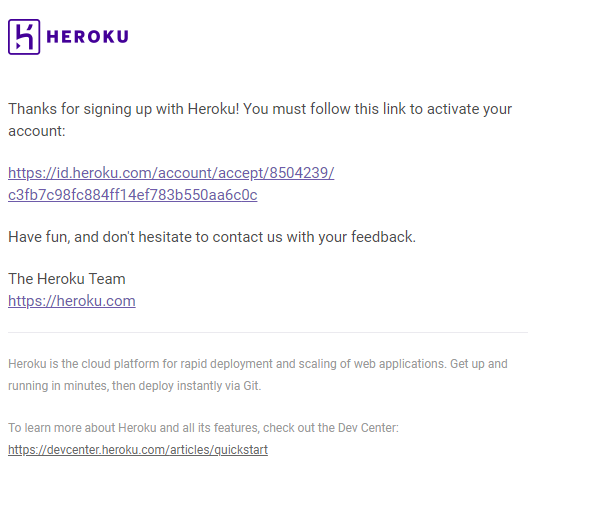 HEROKU
Thanks for signing up with Heroku! You must follow this link to activate your
account:
https://id.heroku.com/account/accept/8504239/
c3fb7c98fc884ff14ef783b550aa6c0c
Have fun, and don't hesitate to contact us with your feedback.
The Heroku Team
https://heroku.com
Heroku is the cloud platform for rapid deployment and scaling of web applications. Get up and
running in minutes, then deploy instantly via Git.
To learn more about Heroku and all its features, check out the Dev Center:
https://devcenter.heroku.com/articles/quickstart